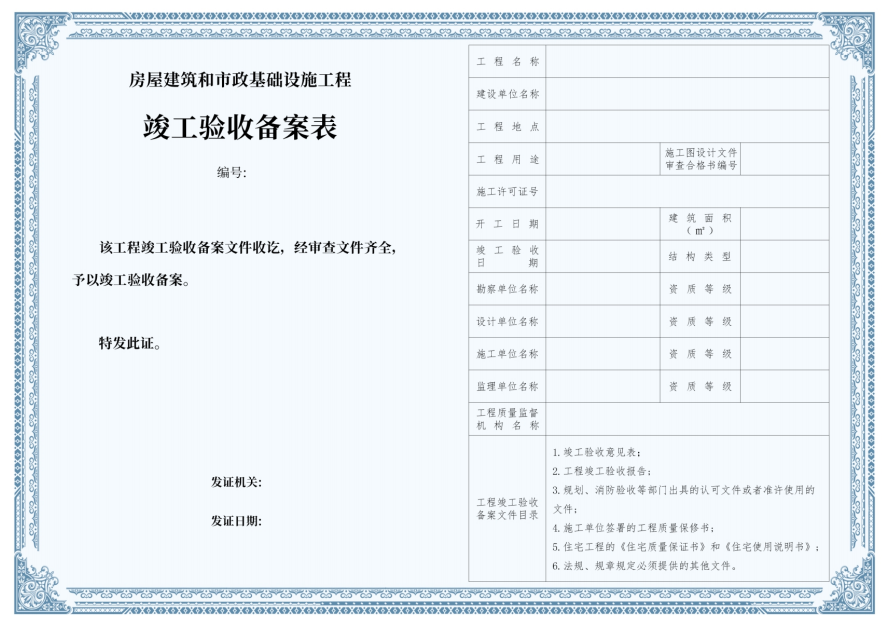 房屋建筑和市政基础设施工程
竣工验收备案表
编号:
该工程竣工验收备案文件收讫，经审查文件齐全，
予以竣工验收备案。
特发此证。
发证机关:
发证日期:
工程名称
建设单位名称
工程地点
工程用途
施工图设计文件
审查合格书编号
施工许可证号
开工日期
建筑面积
（㎡）
竣工验收
日期
结构类型
勘察单位名称
资质等级
设计单位名称
资质等级
施工单位名称
资质等级
监理单位名称
资质等级
工程质量监督
机构名称
工程竣工验收
备案文件目录
1.竣工验收意见表；
2.工程竣工验收报告；
3.规划、消防验收等部门出具的认可文件或者准许使用的
文件；
4.施工单位签署的工程质量保修书；
5.住宅工程的《住宅质量保证书》和《住宅使用说明书》；
6.法规、规章规定必须提供的其他文件。